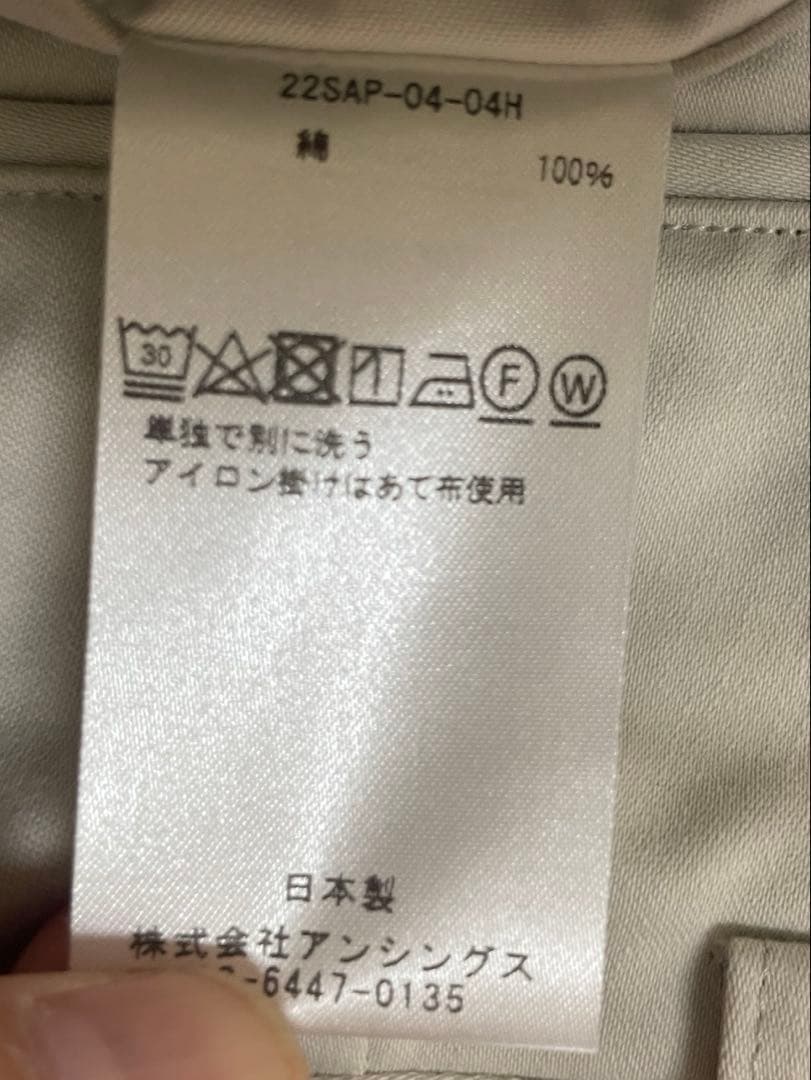 22SAP-04-04H
綿 100%
30
F W
単独で別に洗う
アイロン掛けはあて布使用
日本製
株式会社アンシングス
-6447-0135